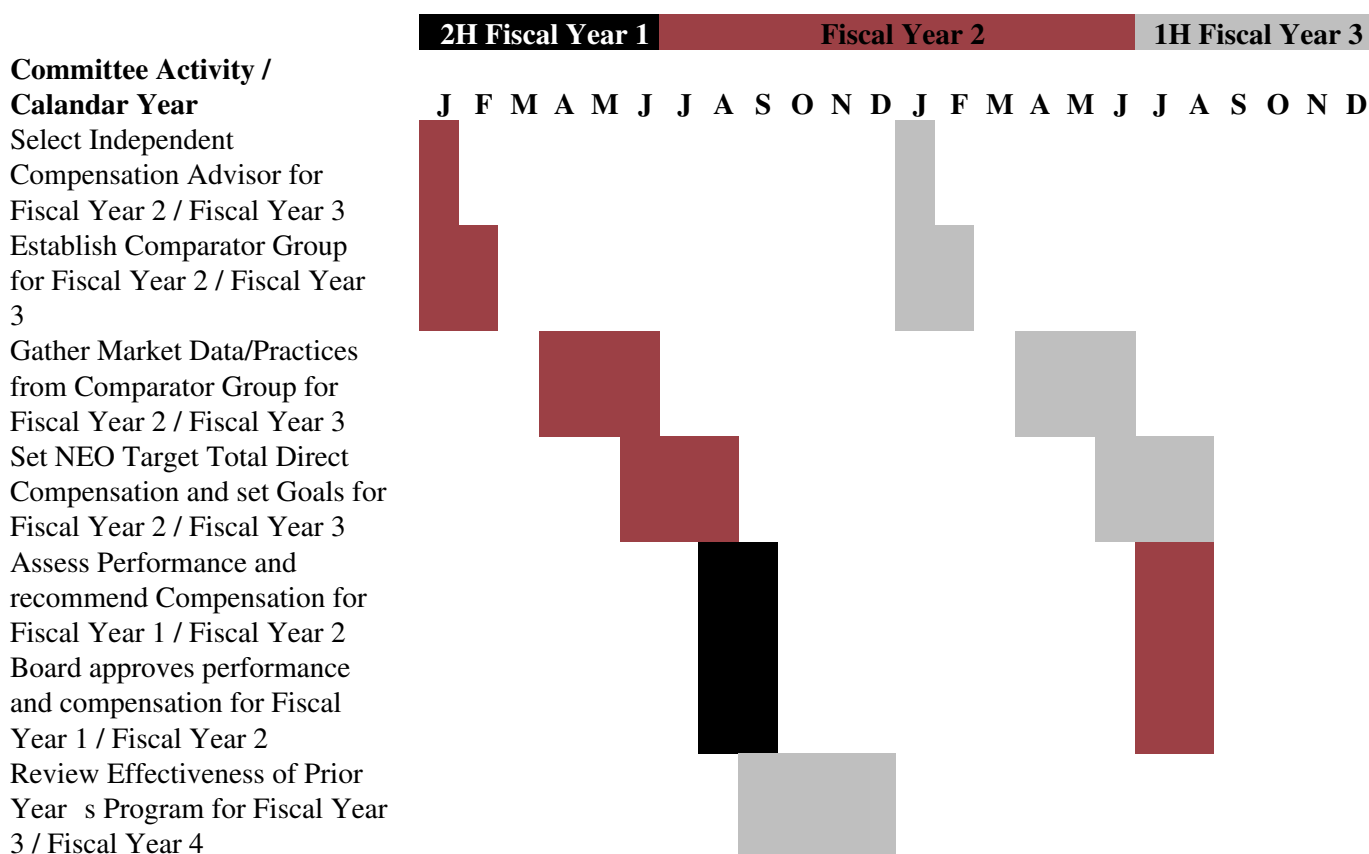 2H Fiscal Year 1 Fiscal Year 2 1H Fiscal Year 3
Committee Activity /
Calandar Year J F M A M J J A S O N D J F M A M J J A S O N D
Select Independent
Compensation Advisor for
Fiscal Year 2 / Fiscal Year 3
Establish Comparator Group
for Fiscal Year 2 / Fiscal Year
3
Gather Market Data/Practices
from Comparator Group for
Fiscal Year 2 / Fiscal Year 3
Set NEO Target Total Direct
Compensation and set Goals for
Fiscal Year 2 / Fiscal Year 3
Assess Performance and
recommend Compensation for
Fiscal Year 1 / Fiscal Year 2
Board approves performance
and compensation for Fiscal
Year 1 / Fiscal Year 2
Review Effectiveness of Prior
Year s Program for Fiscal Year
3 / Fiscal Year 4